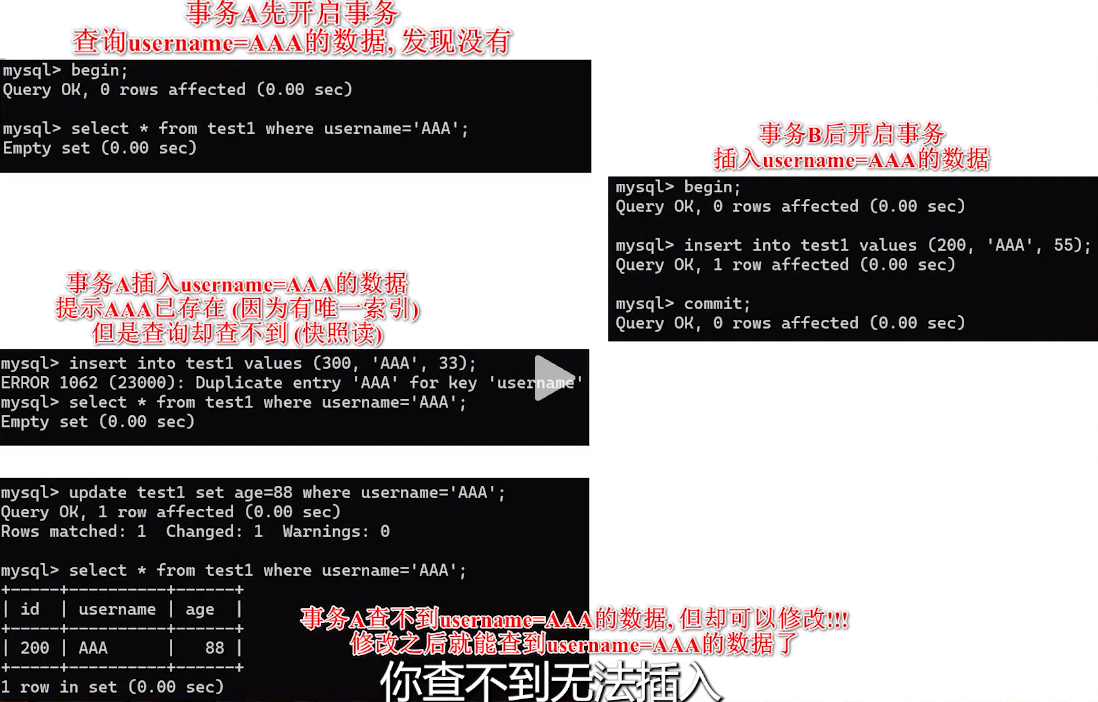 事务A先开启事务
查询username=AAA的数据, 发现没有
mysql> begin;
Query OK, 0 rows affected (0.00 sec)
mysql> select * from test1 where username='AAA';
Empty set (0.00 sec)
事务B后开启事务
插入username=AAA的数据
mysql> begin;
Query OK, 0 rows affected (0.00 sec)
mysql> insert into test1 values (200, 'AAA', 55);
Query OK, 1 row affected (0.00 sec)
mysql> commit;
Query OK, 0 rows affected (0.00 sec)
事务A插入username=AAA的数据
提示AAA已存在 (因为有唯一索引)
但是查询却查不到 (快照读)
mysql> insert into test1 values (300, 'AAA', 33);
ERROR 1062 (23000): Duplicate entry 'AAA' for key 'username'
mysql> select * from test1 where username='AAA';
Empty set (0.00 sec)
mysql> update test1 set age=88 where username='AAA';
Query OK, 1 row affected (0.00 sec)
Rows matched: 1  Changed: 1  Warnings: 0
mysql> select * from test1 where username='AAA';
+-----+----------+------+
| id  | username | age  |
+-----+----------+------+
| 200 | AAA      |   88 |
+-----+----------+------+
1 row in set (0.00 sec)
事务A查不到username=AAA的数据, 但却可以修改!!!
修改之后就能查到username=AAA的数据了
你查不到无法插入